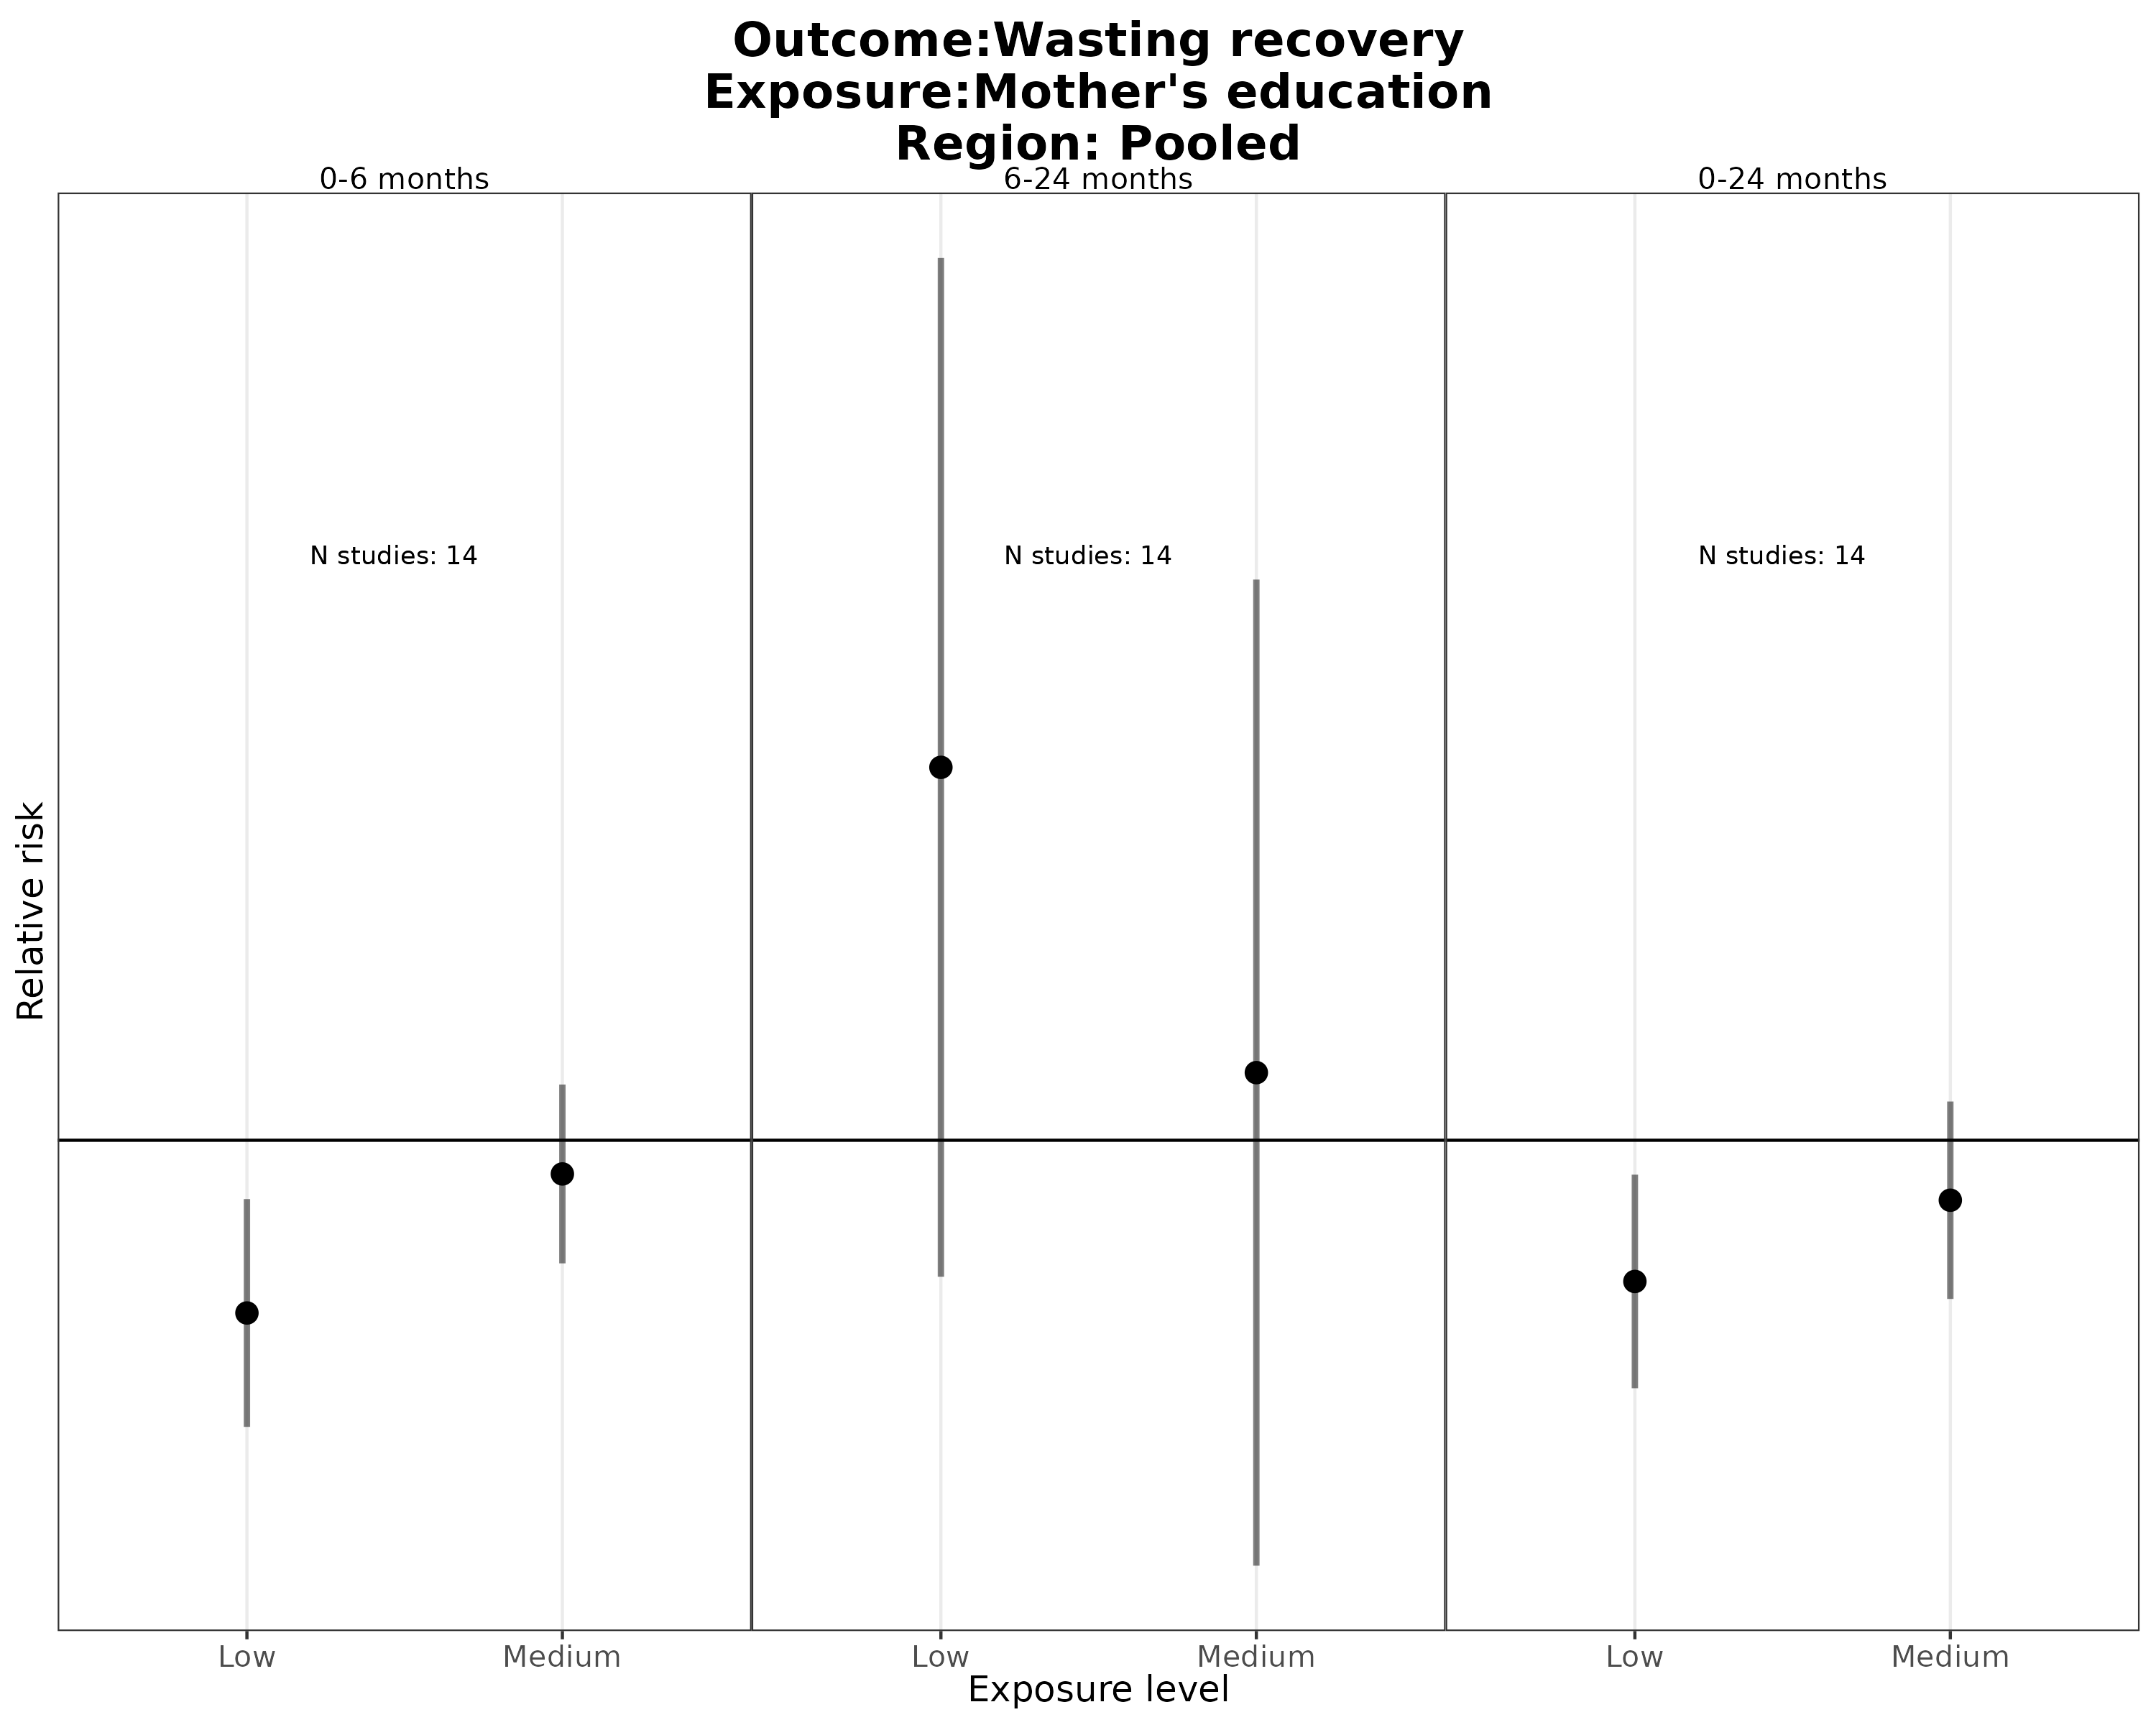 Outcome:Wasting recovery
Exposure:Mother's education
Region: Pooled
0-6 months
6-24 months
0-24 months
N studies: 14
N studies: 14
N studies: 14
Relative risk
Low
Medium
Low
Medium
Low
Medium
Exposure level